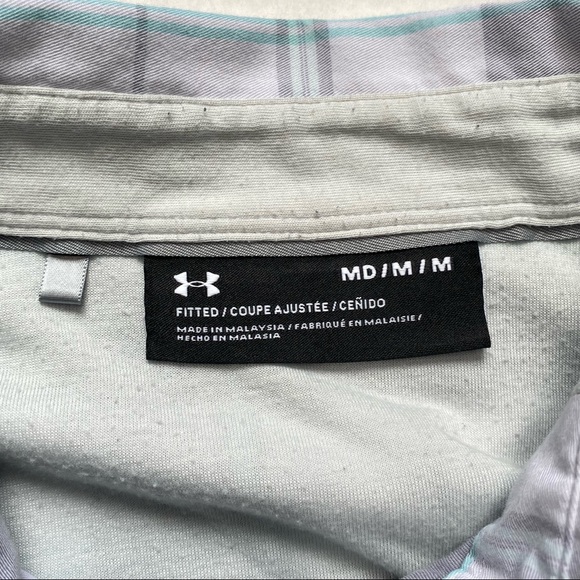 MD / M / M
FITTED / COUPE AJUSTÉE / CEÑIDO
MADE IN MALAYSIA / FABRIQUÉ EN MALAISIE /
HECHO EN MALASIA